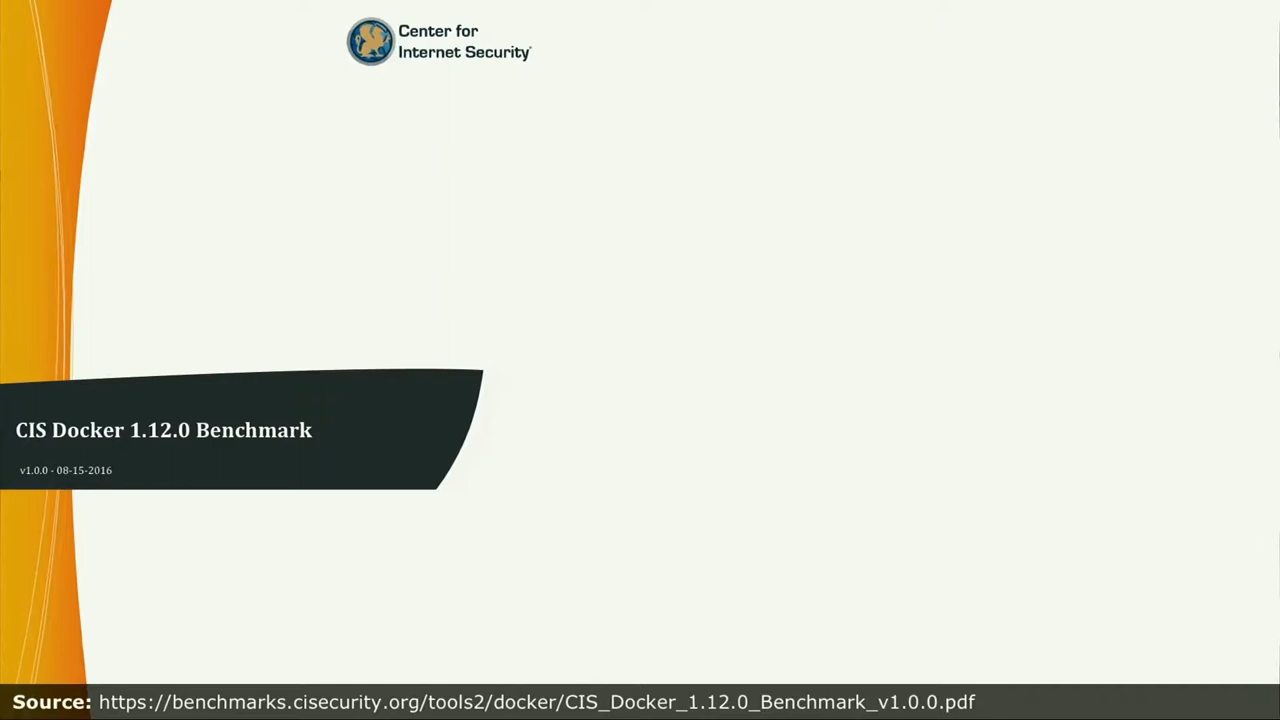 Center for
Internet Security®
CIS Docker 1.12.0 Benchmark
v1.0.0 - 08-15-2016
Source: https://benchmarks.cisecurity.org/tools2/docker/CIS_Docker_1.12.0_Benchmark_v1.0.0.pdf